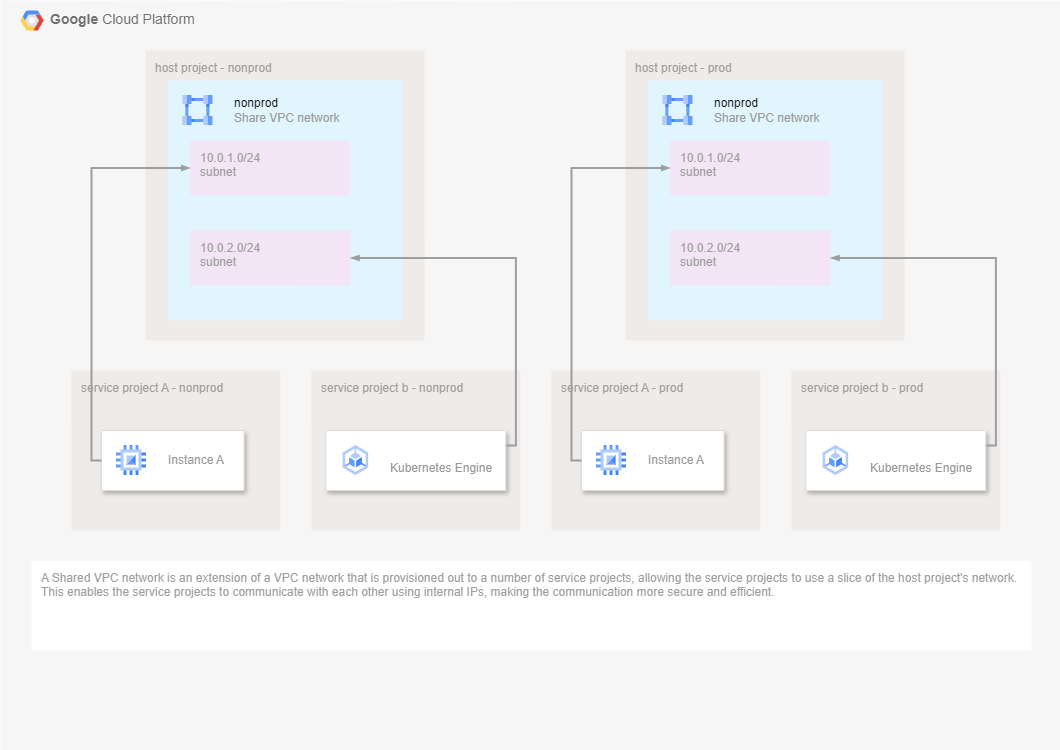 Google Cloud Platform
host project - nonprod
nonprod
Share VPC network
10.0.1.0/24
subnet
10.0.2.0/24
subnet
host project - prod
nonprod
Share VPC network
10.0.1.0/24
subnet
10.0.2.0/24
subnet
service project A - nonprod
Instance A
service project b - nonprod
Kubernetes Engine
service project A - prod
Instance A
service project b - prod
Kubernetes Engine
A Shared VPC network is an extension of a VPC network that is provisioned out to a number of service projects, allowing the service projects to use a slice of the host project's network.
This enables the service projects to communicate with each other using internal IPs, making the communication more secure and efficient.